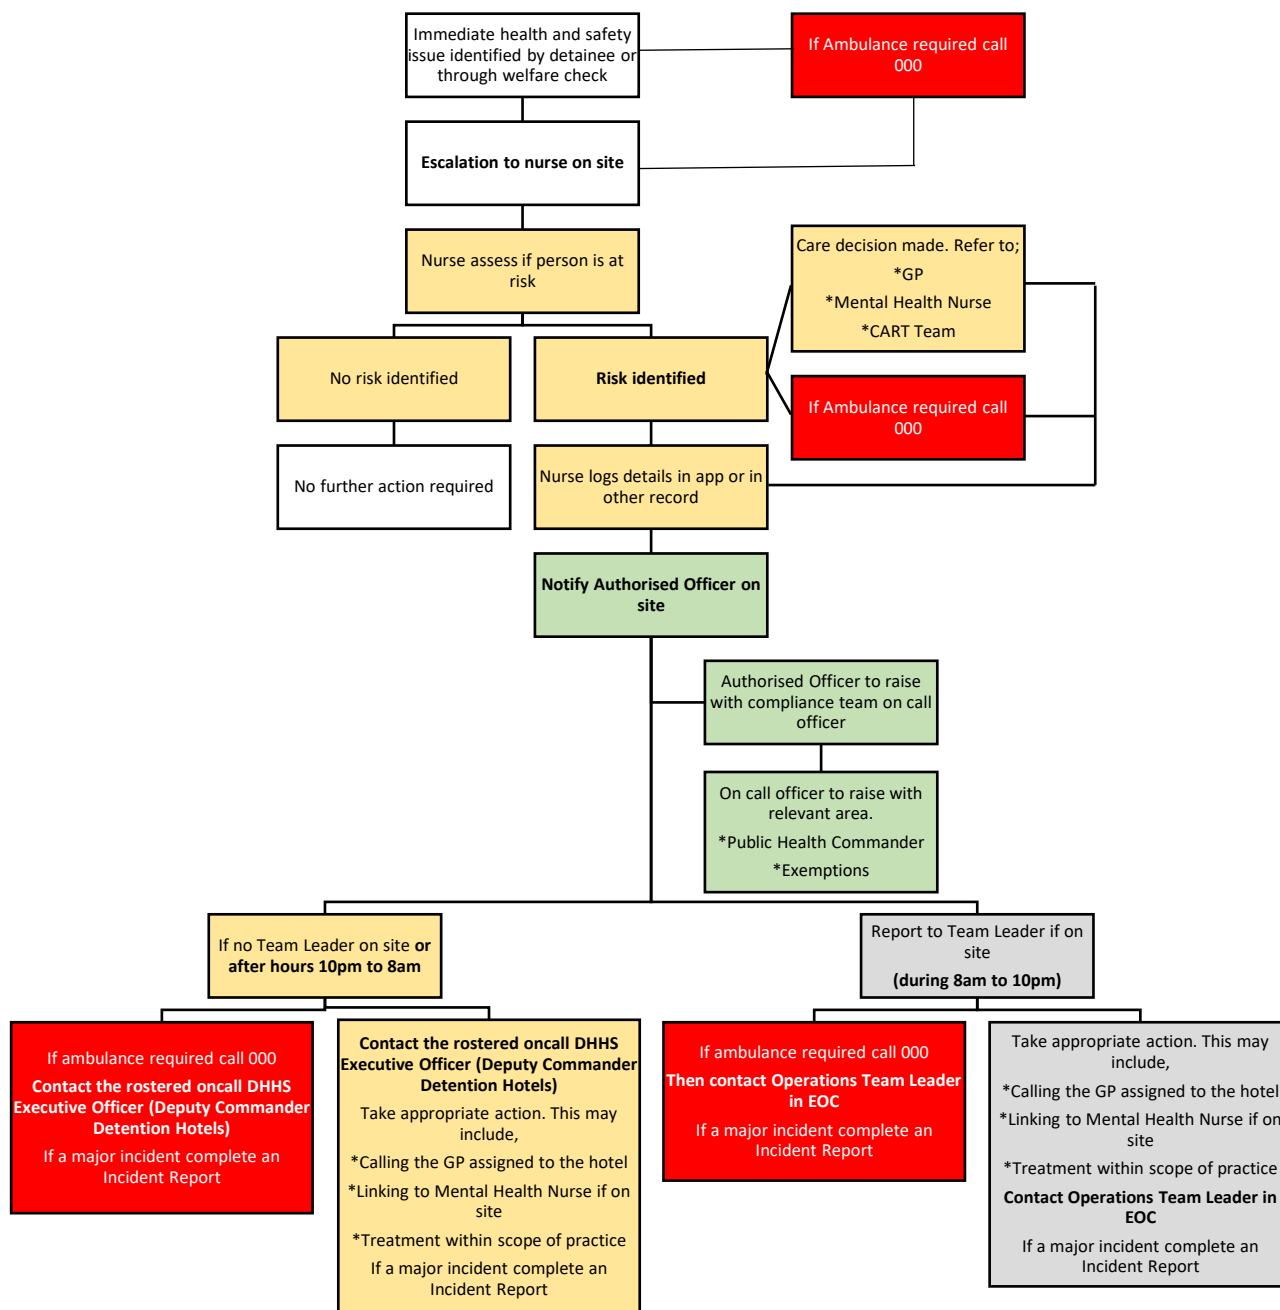 Immediate health and safety
issue identified by detainee or
through welfare check
If Ambulance required call
000
Escalation to nurse on site
Nurse assess if person is at
risk
Care decision made. Refer to;
*GP
*Mental Health Nurse
*CART Team
No risk identified
Risk identified
If Ambulance required call
000
No further action required
Nurse logs details in app or in
other record
Notify Authorised Officer on
site
Authorised Officer to raise
with compliance team on call
officer
On call officer to raise with
relevant area.
*Public Health Commander
*Exemptions
If no Team Leader on site or
after hours 10pm to 8am
Report to Team Leader if on
site
(during 8am to 10pm)
If ambulance required call 000
Contact the rostered oncall DHHS
Executive Officer (Deputy Commander
Detention Hotels)
If a major incident complete an
Incident Report
Contact the rostered oncall DHHS
Executive Officer (Deputy Commander
Detention Hotels)
Take appropriate action. This may
include,
*Calling the GP assigned to the hotel
*Linking to Mental Health Nurse if on
site
*Treatment within scope of practice
If a major incident complete an
Incident Report
If ambulance required call 000
Then contact Operations Team Leader
in EOC
If a major incident complete an
Incident Report
Take appropriate action. This may
include,
*Calling the GP assigned to the hotel
*Linking to Mental Health Nurse if on
site
*Treatment within scope of practice
Contact Operations Team Leader in
EOC
If a major incident complete an
Incident Report